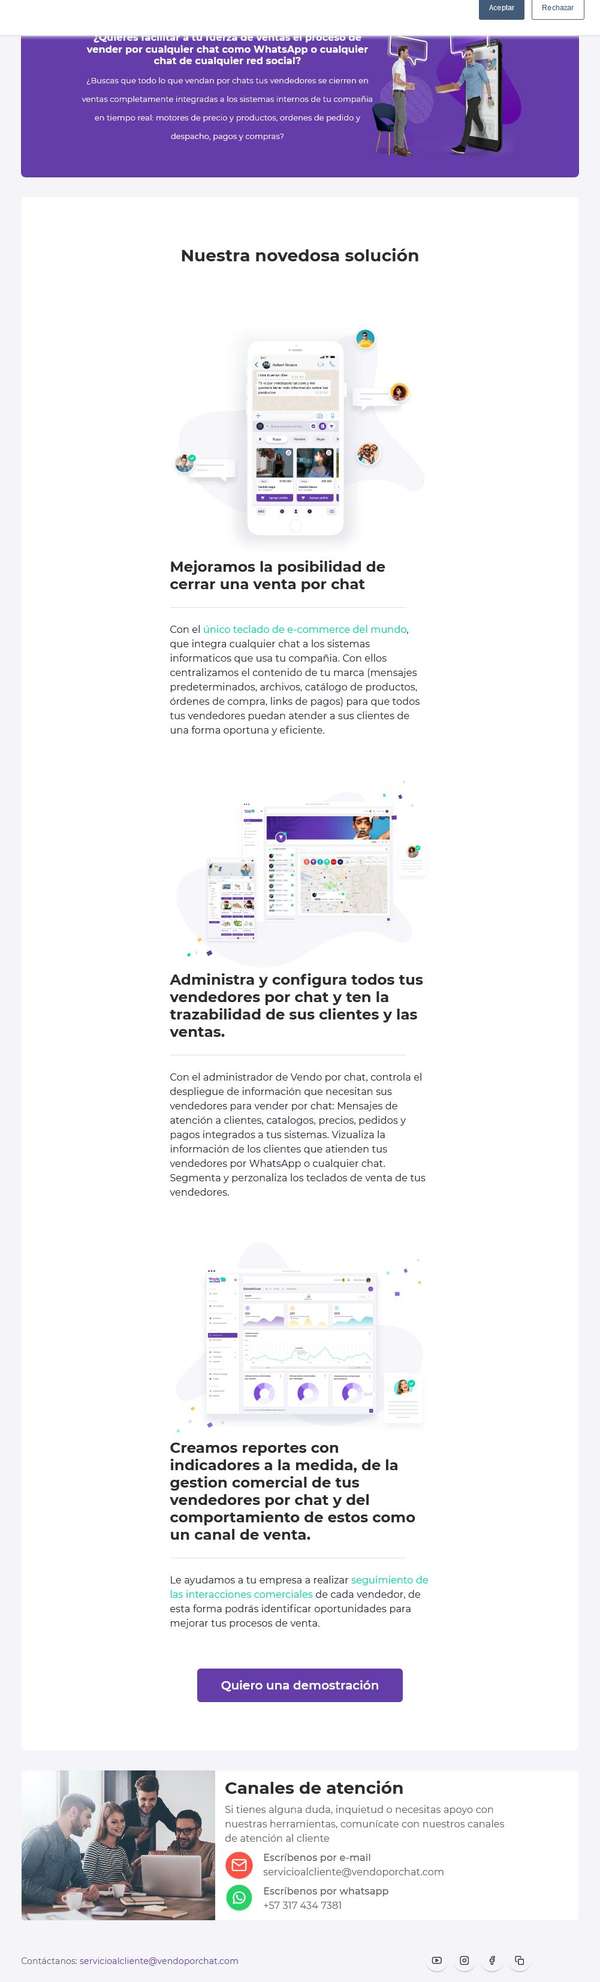 Aceptar
Rechazar
¿Quieres facilitar a tu fuerza de ventas el proceso de
vender por cualquier chat como WhatsApp o cualquier
chat de cualquier red social?
¿Buscas que todo lo que vendan por chats tus vendedores se cierren en
ventas completamente integradas a los sistemas internos de tu compañia
en tiempo real: motores de precio y productos, ordenes de pedido y
despacho, pagos y compras?
Nuestra novedosa solución
Mejoramos la posibilidad de
cerrar una venta por chat
Con el único teclado de e-commerce del mundo,
que integra cualquier chat a los sistemas
informaticos que usa tu compañia. Con ellos
centralizamos el contenido de tu marca (mensajes
predeterminados, archivos, catálogo de productos,
órdenes de compra, links de pagos) para que todos
tus vendedores puedan atender a sus clientes de
una forma oportuna y eficiente.
Administra y configura todos tus
vendedores por chat y ten la
trazabilidad de sus clientes y las
ventas.
Con el administrador de Vendo por chat, controla el
despliegue de información que necesitan sus
vendedores para vender por chat: Mensajes de
atención a clientes, catalogos, precios, pedidos y
pagos integrados a tus sistemas. Vizualiza la
información de los clientes que atienden tus
vendedores por WhatsApp o cualquier chat.
Segmenta y perzonaliza los teclados de venta de tus
vendedores.
Creamos reportes con
indicadores a la medida, de la
gestion comercial de tus
vendedores por chat y del
comportamiento de estos como
un canal de venta.
Le ayudamos a tu empresa a realizar seguimiento de
las interacciones comerciales de cada vendedor, de
esta forma podrás identificar oportunidades para
mejorar tus procesos de venta.
Quiero una demostración
Canales de atención
Si tienes alguna duda, inquietud o necesitas apoyo con
nuestras herramientas, comunícate con nuestros canales
de atención al cliente
Escríbenos por e-mail
servicioalcliente@vendoporchat.com
Escríbenos por whatsapp
+57 317 434 7381
Contáctanos: servicioalcliente@vendoporchat.com